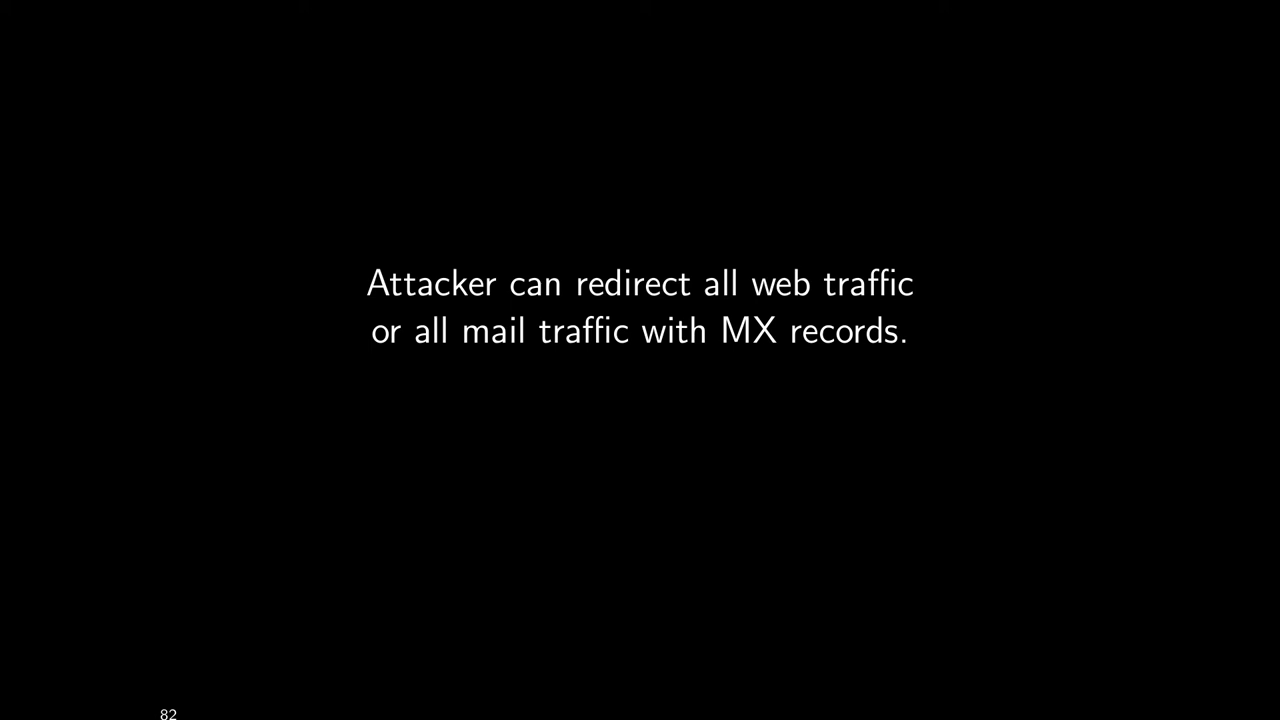 Attacker can redirect all web traffic
or all mail traffic with MX records.
82